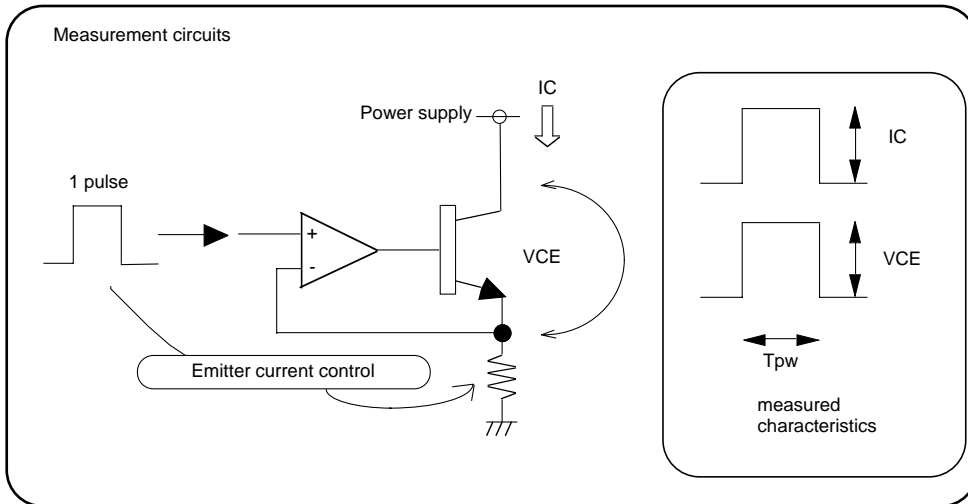 Measurement circuits
IC
Power supply
1 pulse
+
-
VCE
Emitter current control
IC
VCE
Tpw
measured
characteristics